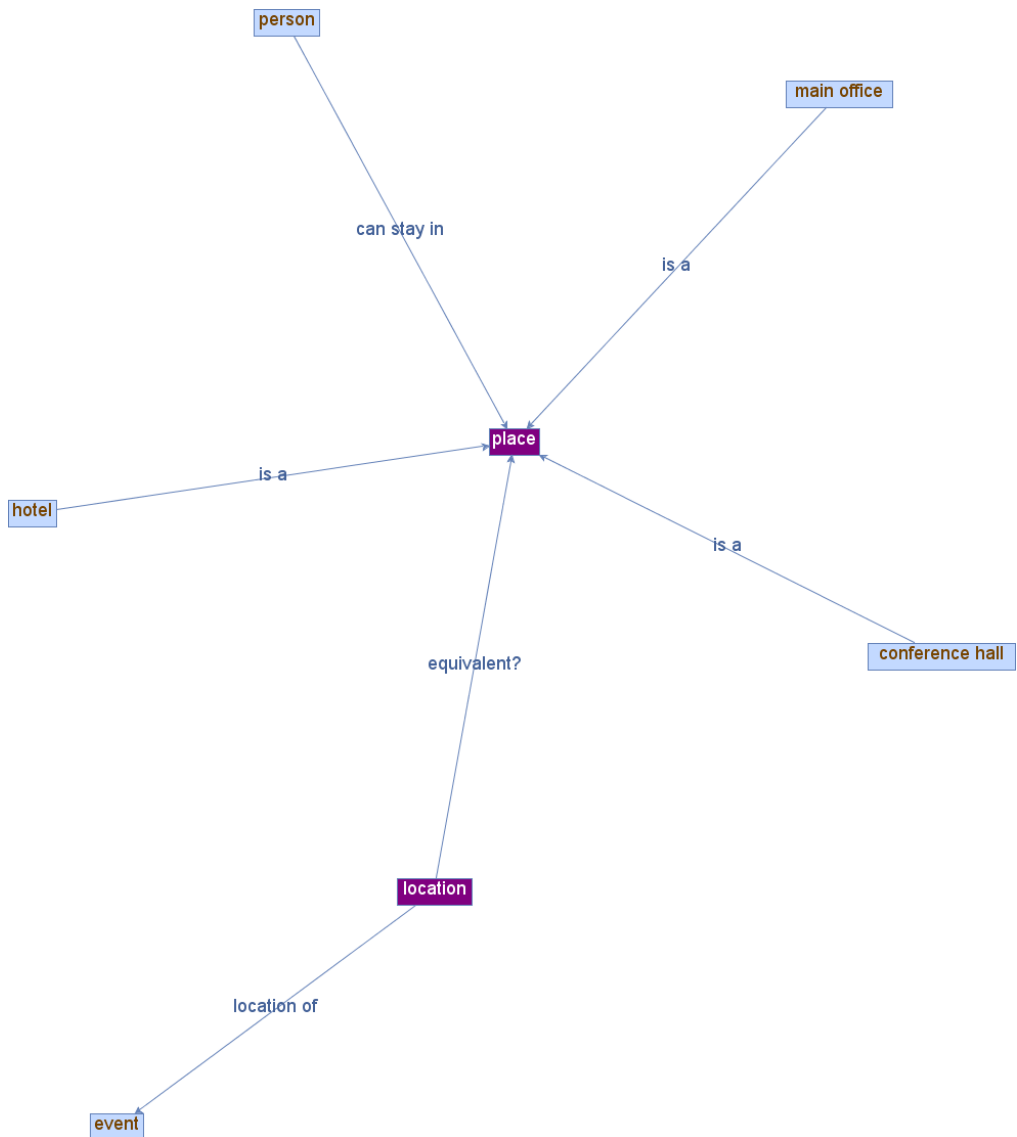 person
main office
can stay in
is a
place
is a
hotel
is a
conference hall
equivalent?
location
location of
event